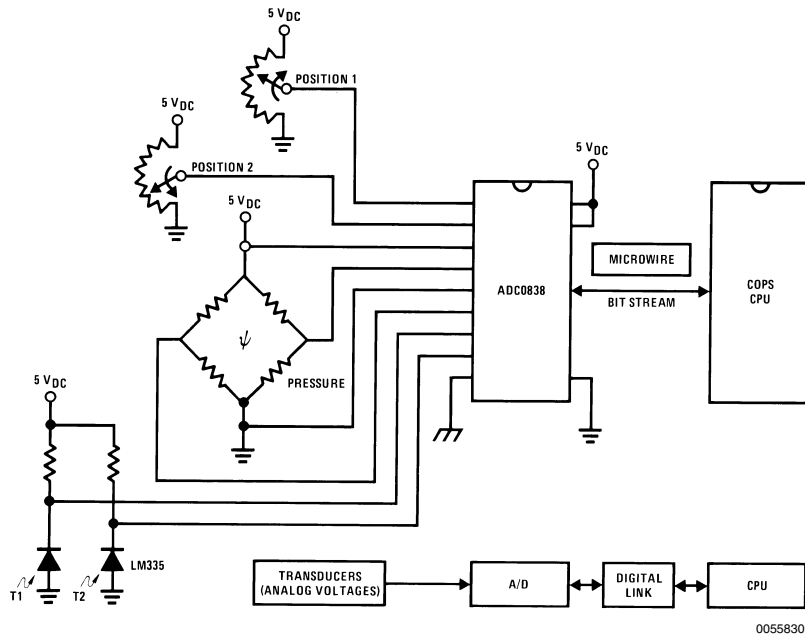 5 VDC
POSITION 1
5 VDC
POSITION 2
5 VDC
5 VDC
ADC0838
MICROWIRE
BIT STREAM
COPS
CPU
ψ
PRESSURE
5 VDC
LM335
T1
T2
TRANSDUCERS
(ANALOG VOLTAGES)
A/D
DIGITAL
LINK
CPU
0055830